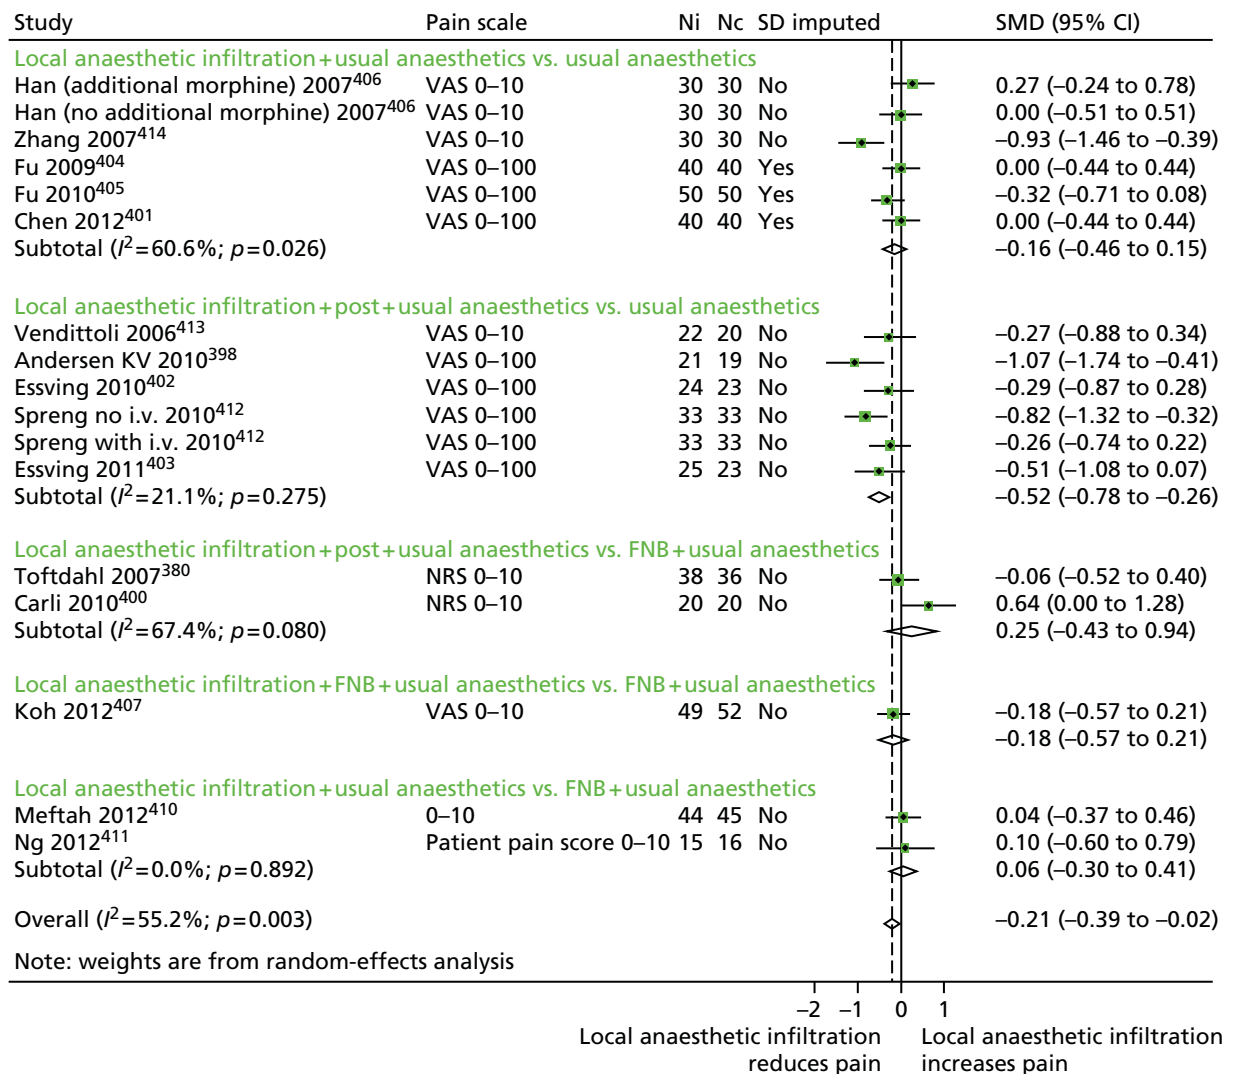 Study Pain scale Ni Nc SD imputed SMD (95% CI)
Local anaesthetic infiltration+usual anaesthetics vs. usual anaesthetics
Han (additional morphine) 2007406 VAS 0–10 30 30 No 0.27 (–0.24 to 0.78)
Han (no additional morphine) 2007406 VAS 0–10 30 30 No 0.00 (–0.51 to 0.51)
Zhang 2007414 VAS 0–10 30 30 No –0.93 (–1.46 to –0.39)
Fu 2009404 VAS 0–100 40 40 Yes 0.00 (–0.44 to 0.44)
Fu 2010405 VAS 0–100 50 50 Yes –0.32 (–0.71 to 0.08)
Chen 2012401 VAS 0–100 40 40 Yes 0.00 (–0.44 to 0.44)
Subtotal (I2=60.6%; p=0.026) –0.16 (–0.46 to 0.15)
Local anaesthetic infiltration+post+usual anaesthetics vs. usual anaesthetics
Vendittoli 2006413 VAS 0–10 22 20 No –0.27 (–0.88 to 0.34)
Andersen KV 2010398 VAS 0–100 21 19 No –1.07 (–1.74 to –0.41)
Essving 2010402 VAS 0–100 24 23 No –0.29 (–0.87 to 0.28)
Spreng no i.v. 2010412 VAS 0–100 33 33 No –0.82 (–1.32 to –0.32)
Spreng with i.v. 2010412 VAS 0–100 33 33 No –0.26 (–0.74 to 0.22)
Essving 2011403 VAS 0–100 25 23 No –0.51 (–1.08 to 0.07)
Subtotal (I2=21.1%; p=0.275) –0.52 (–0.78 to –0.26)
Local anaesthetic infiltration+post+usual anaesthetics vs. FNB+usual anaesthetics
Toftdahl 2007380 NRS 0–10 38 36 No –0.06 (–0.52 to 0.40)
Carli 2010400 NRS 0–10 20 20 No 0.64 (0.00 to 1.28)
Subtotal (I2=67.4%; p=0.080) 0.25 (–0.43 to 0.94)
Local anaesthetic infiltration+FNB+usual anaesthetics vs. FNB+usual anaesthetics
Koh 2012407 VAS 0–10 49 52 No –0.18 (–0.57 to 0.21)
–0.18 (–0.57 to 0.21)
Local anaesthetic infiltration+usual anaesthetics vs. FNB+usual anaesthetics
Meftah 2012410 0–10 44 45 No 0.04 (–0.37 to 0.46)
Ng 2012411 Patient pain score 0–10 15 16 No 0.10 (–0.60 to 0.79)
Subtotal (I2=0.0%; p=0.892) 0.06 (–0.30 to 0.41)
Overall (I2=55.2%; p=0.003) –0.21 (–0.39 to –0.02)
Note: weights are from random-effects analysis
–2 –1 0 1
Local anaesthetic infiltration Local anaesthetic infiltration
reduces pain increases pain